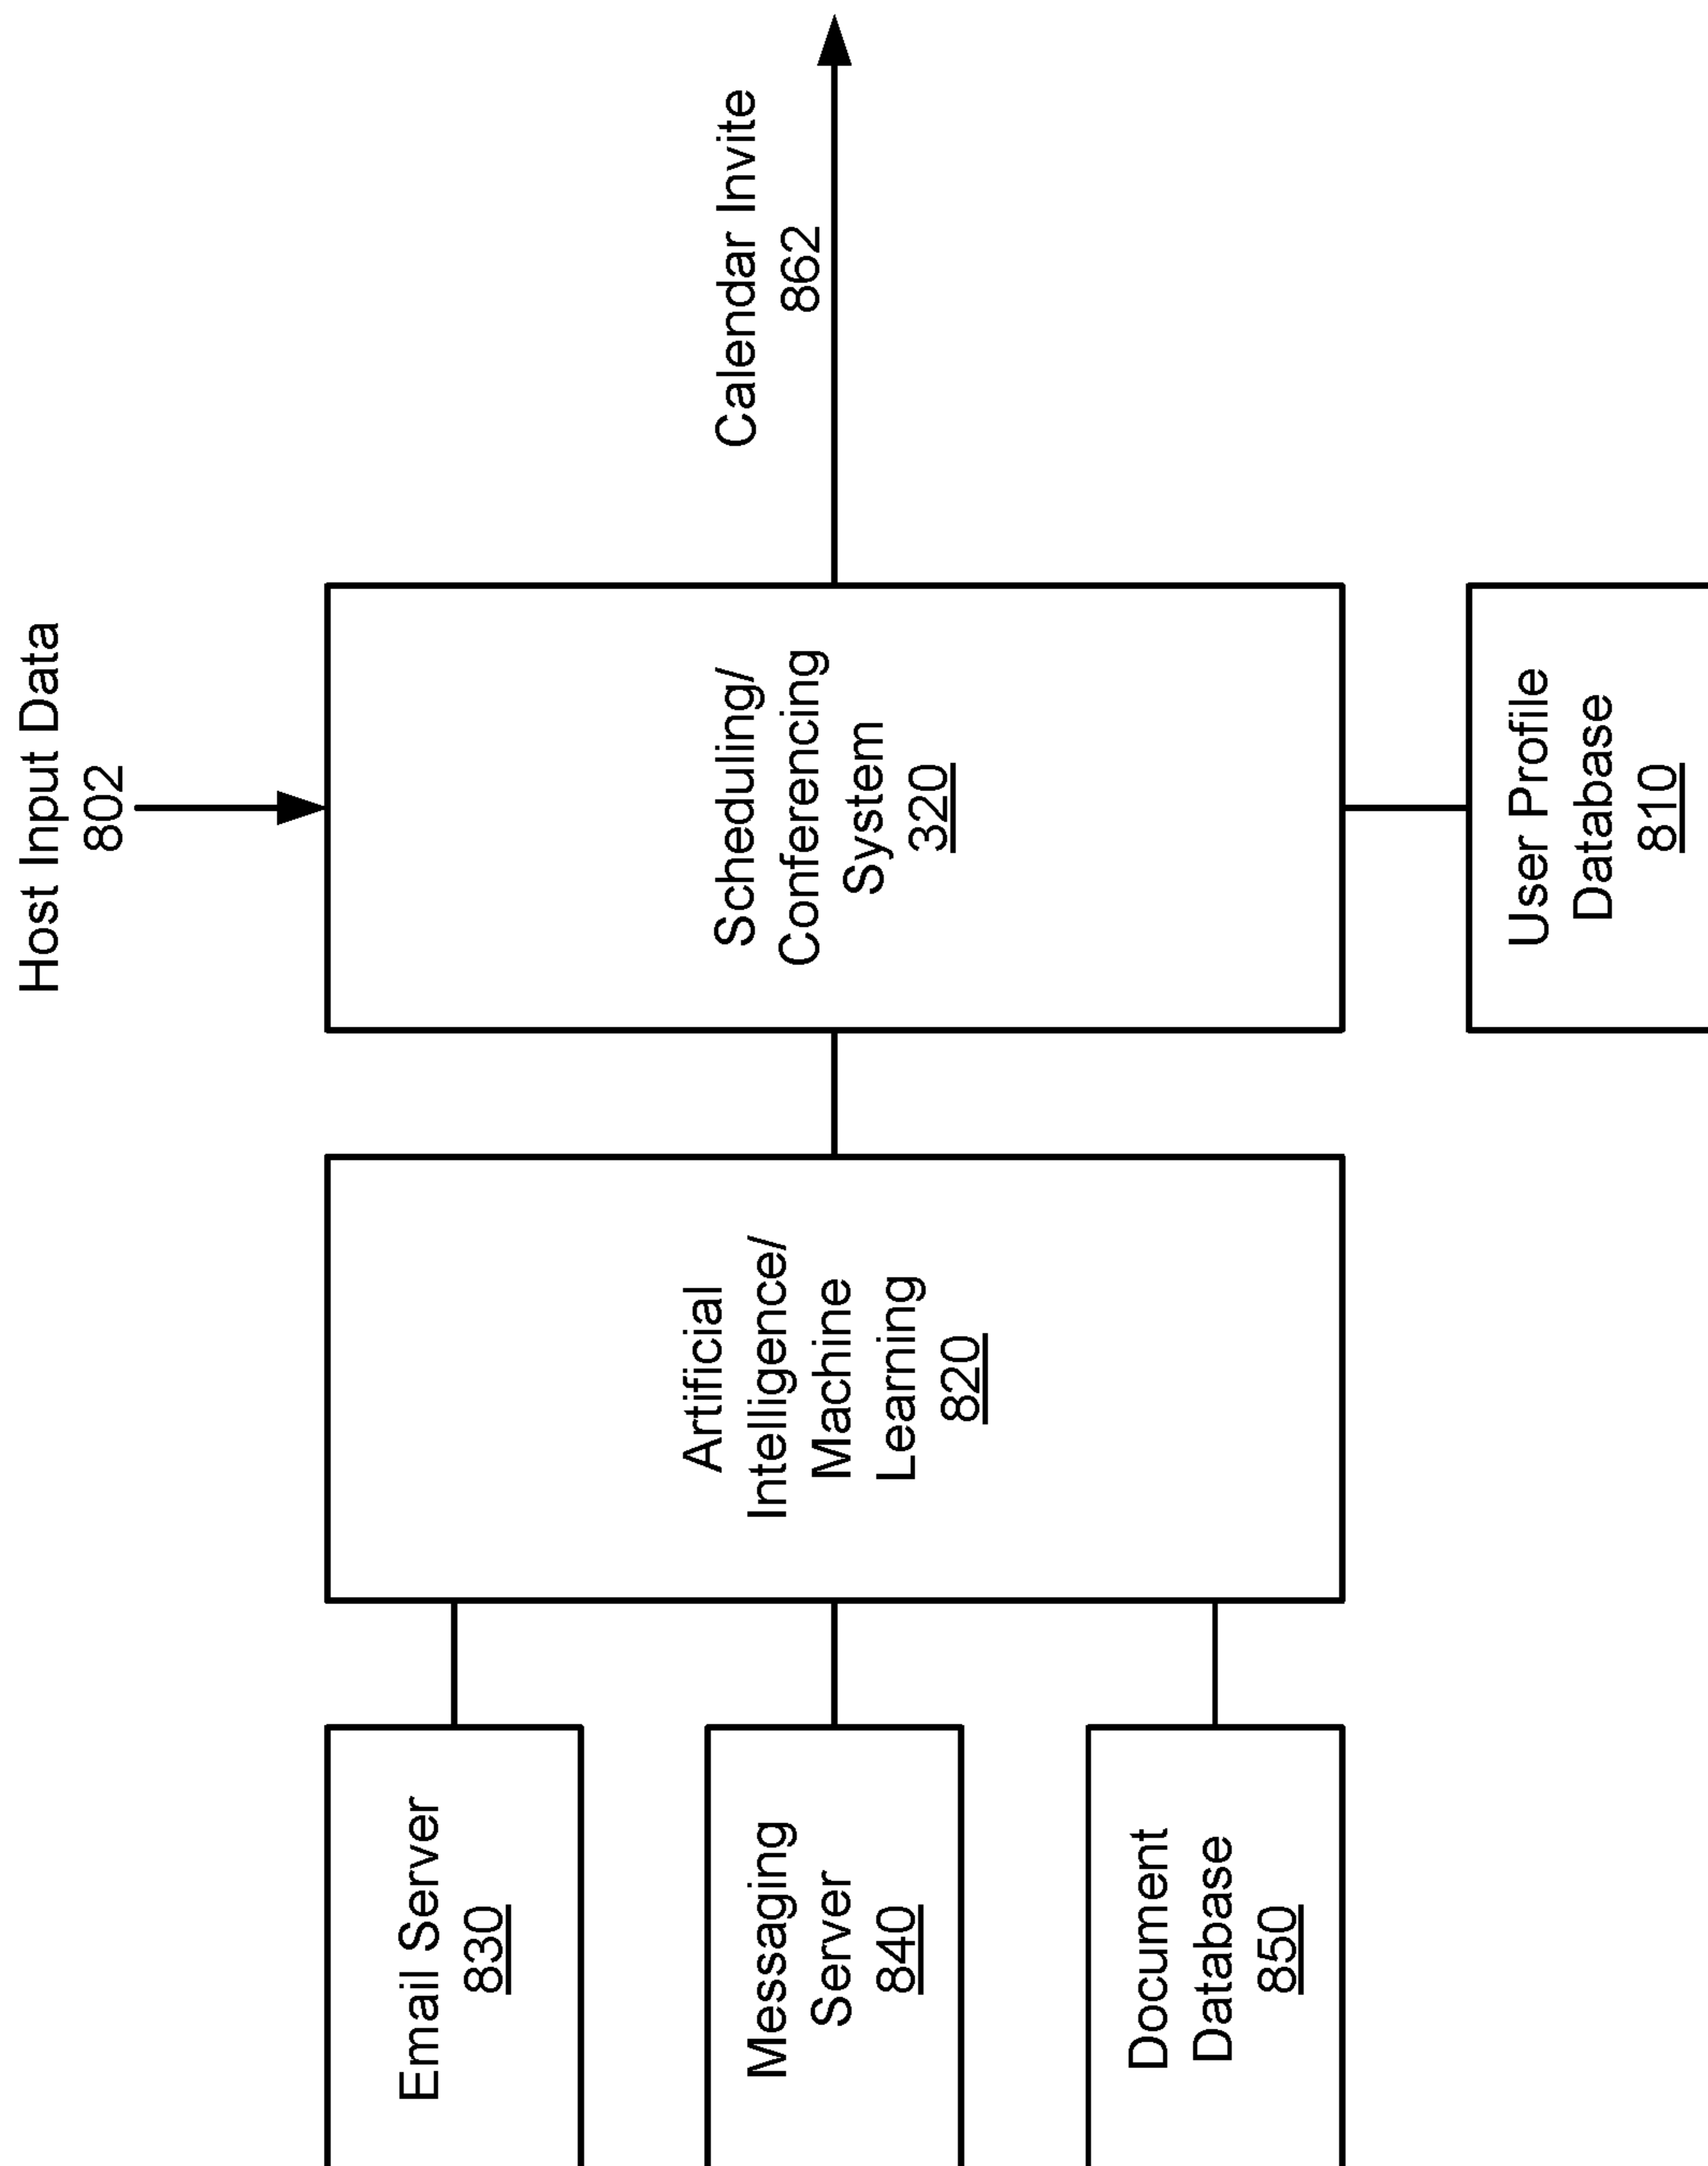 Host Input Data
802
Email Server
830
Messaging
Server
840
Document
Database
850
Artificial
Intelligence/
Machine
Learning
820
Scheduling/
Conferencing
System
320
Calendar Invite
862
User Profile
Database
810